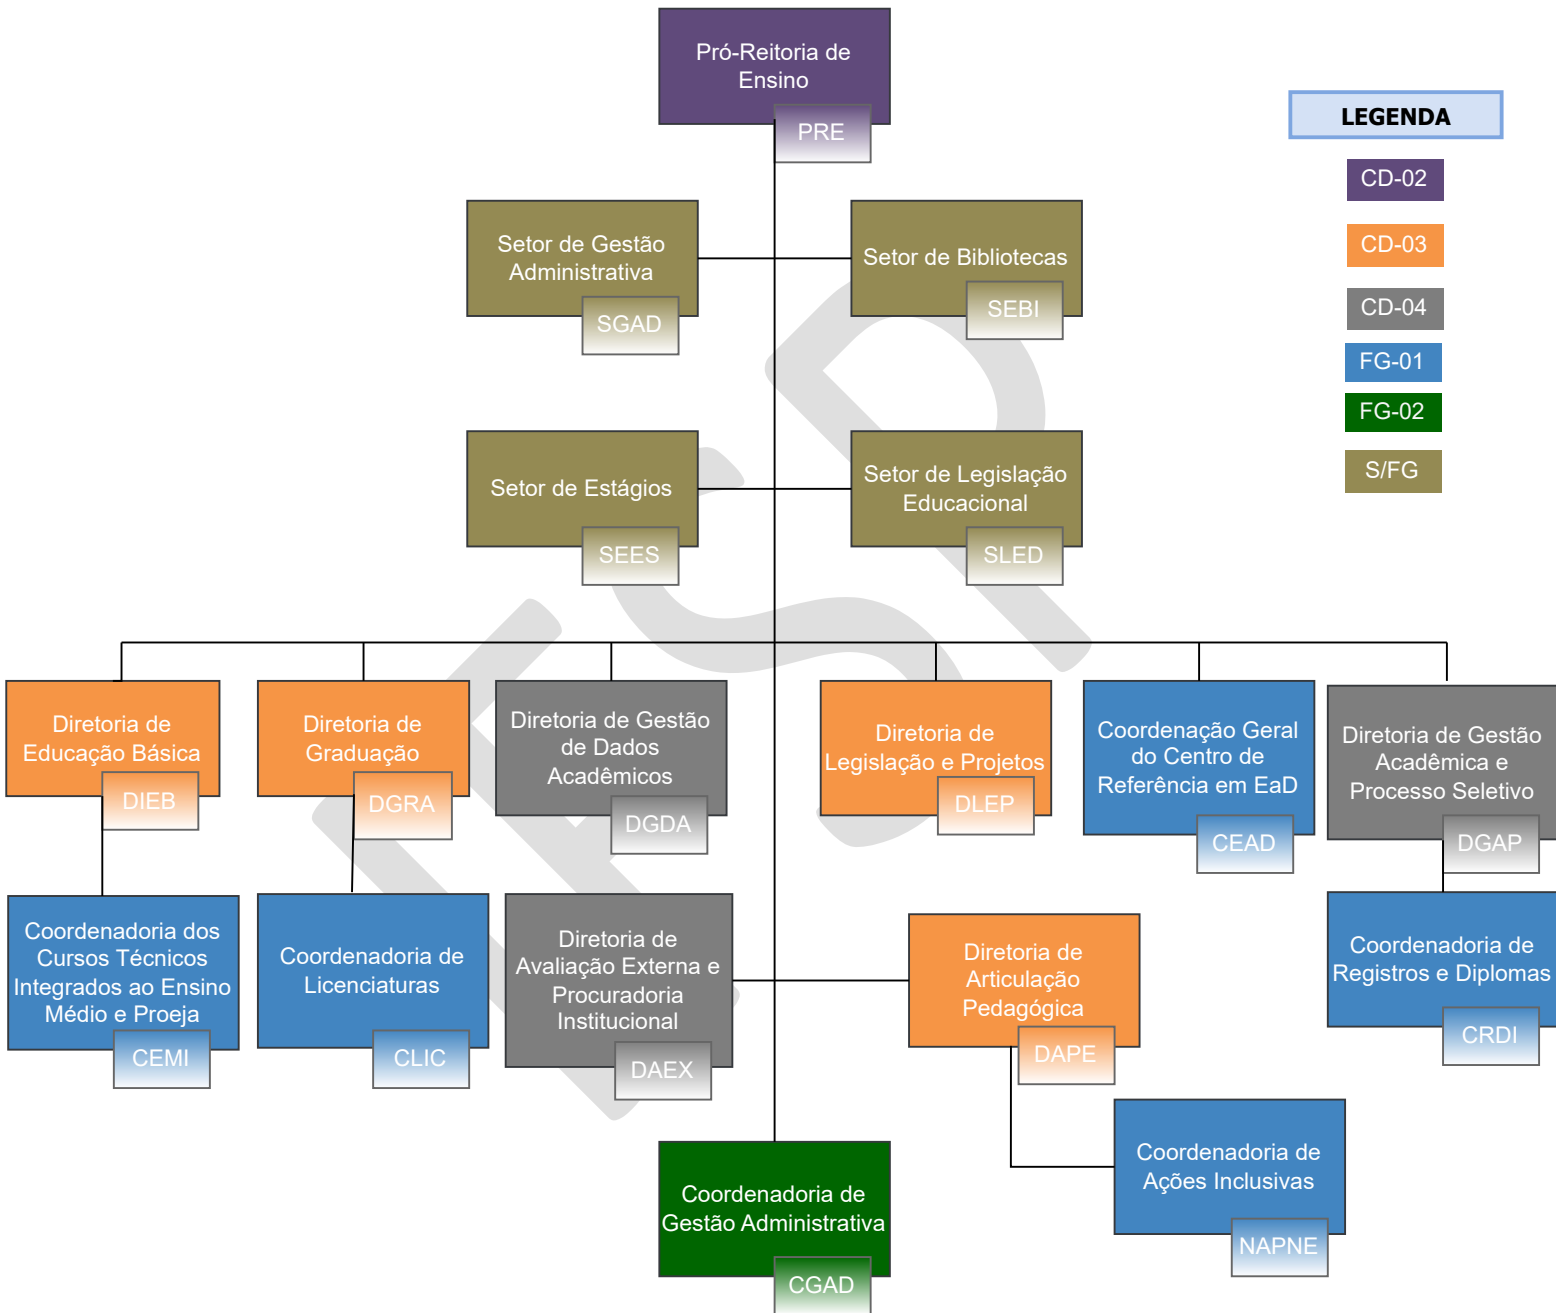 Pró-Reitoria de
Ensino
PRE
LEGENDA
CD-02
CD-03
CD-04
FG-01
FG-02
S/FG
Setor de Gestão
Administrativa
SGAD
Setor de Bibliotecas
SEBI
Setor de Estágios
SEES
Setor de Legislação
Educacional
SLED
Diretoria de
Educação Básica
DIEB
Diretoria de
Graduação
DGRA
Diretoria de Gestão
de Dados
Acadêmicos
DGDA
Diretoria de
Legislação e Projetos
DLEP
Coordenação Geral
do Centro de
Referência em EaD
CEAD
Diretoria de Gestão
Acadêmica e
Processo Seletivo
DGAP
Coordenadoria dos
Cursos Técnicos
Integrados ao Ensino
Médio e Proeja
CEMI
Coordenadoria de
Licenciaturas
CLIC
Diretoria de
Avaliação Externa e
Procuradoria
Institucional
DAEX
Diretoria de
Articulação
Pedagógica
DAPE
Coordenadoria de
Registros e Diplomas
CRDI
Coordenadoria de
Ações Inclusivas
NAPNE
Coordenadoria de
Gestão Administrativa
CGAD
IFSP